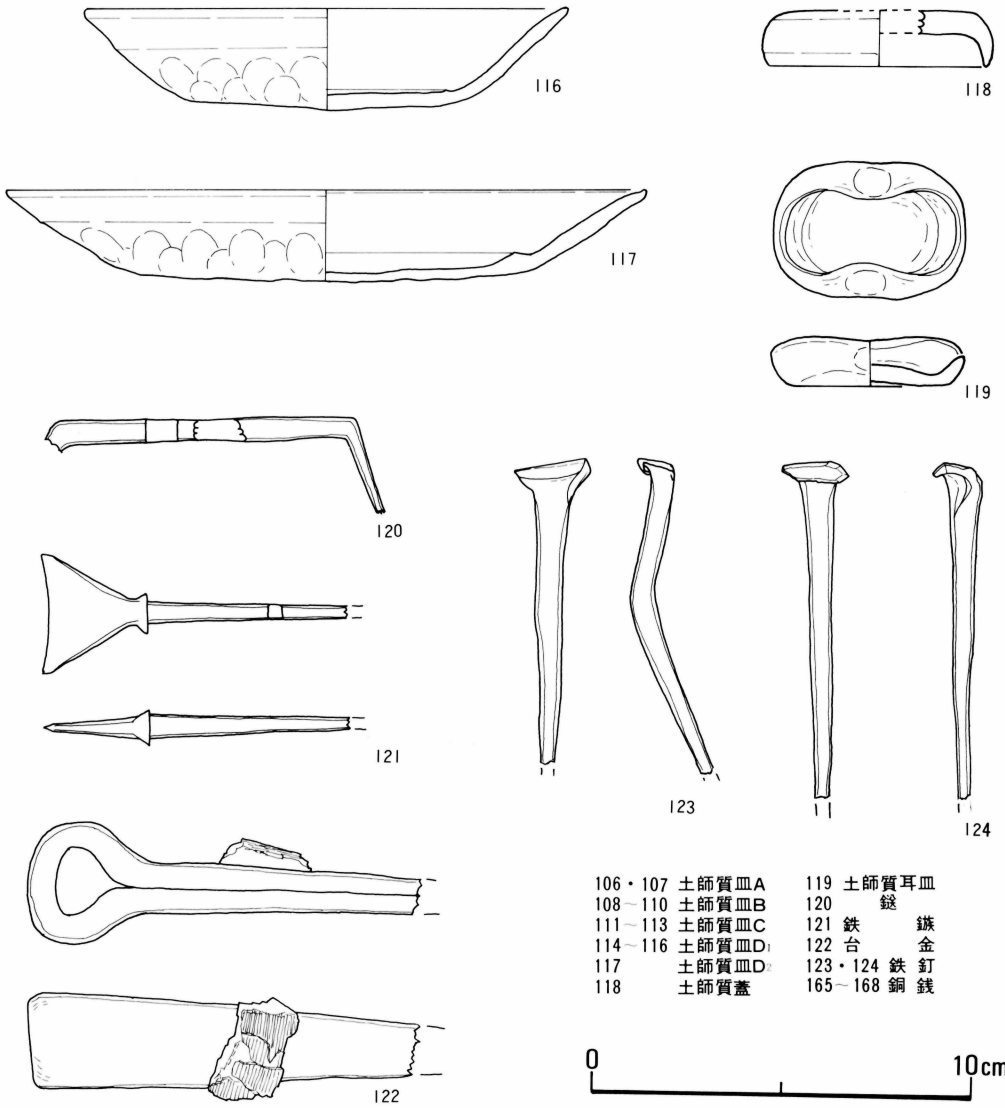 116
118
117
119
120
121
123
124
122
106・107 土師質皿A
108～110 土師質皿B
111～113 土師質皿C
114～116 土師質皿D1
117 土師質皿D2
118 土師質蓋
119 土師質耳皿
120 鎹
121 鉄鏃
122 台金
123・124 鉄釘
165～168 銅銭
0 10cm